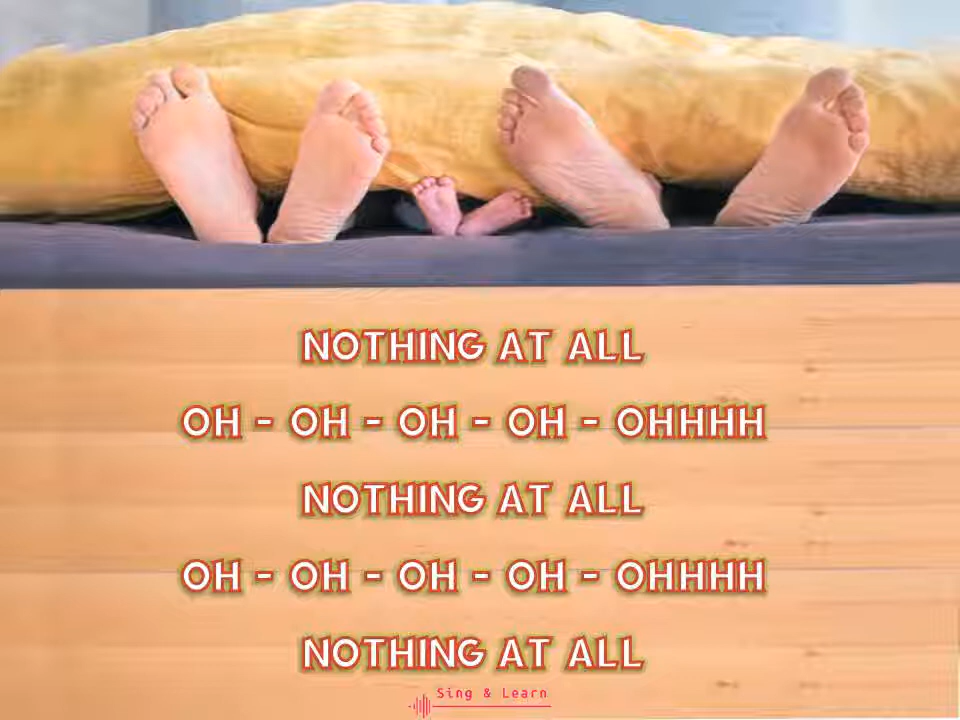 NOTHING AT ALL
OH - OH - OH - OH - OHHHH
NOTHING AT ALL
OH - OH - OH - OH - OHHHH
NOTHING AT ALL
Sing & Learn